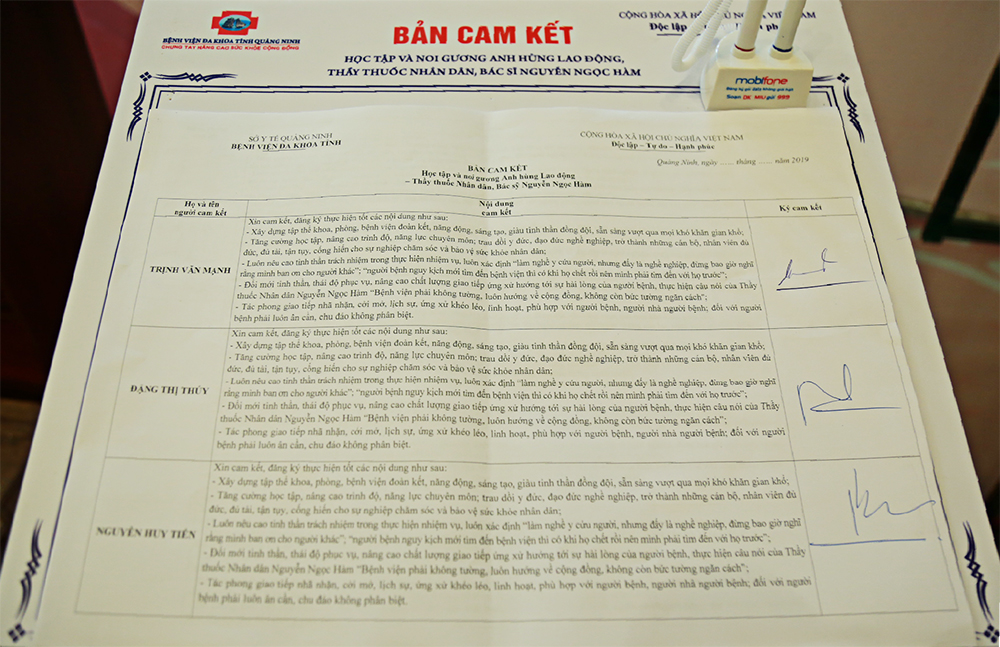 BỆNH VIỆN ĐA KHOA TỈNH QUẢNG NINH
CHUNG TAY NÂNG CAO SỨC KHỎE CỘNG ĐỒNG
CỘNG HÒA XÃ HỘI CHỦ NGHĨA VIỆT NAM
Độc lập
BẢN CAM KẾT
HỌC TẬP VÀ NOI GƯƠNG ANH HÙNG LAO ĐỘNG,
THẦY THUỐC NHÂN DÂN, BÁC SĨ NGUYỄN NGỌC HÀM
mobifone
Soạn: DK MIU gửi 999
SỞ Y TẾ QUẢNG NINH
BỆNH VIỆN ĐA KHOA TỈNH
CỘNG HÒA XÃ HỘI CHỦ NGHĨA VIỆT NAM
Độc lập – Tự do – Hạnh phúc
Quảng Ninh, ngày ..... tháng ..... năm 2019
BẢN CAM KẾT
Học tập và noi gương Anh hùng Lao động
– Thầy thuốc Nhân dân, Bác sỹ Nguyễn Ngọc Hàm
Họ và tên
người cam kết
Nội dung
cam kết
Ký cam kết
TRỊNH VĂN MẠNH
Xin cam kết, đăng ký thực hiện tốt các nội dung như sau:
- Xây dựng tập thể khoa, phòng, bệnh viện đoàn kết, năng động, sáng tạo, giàu tinh thần đồng đội, sẵn sàng vượt qua mọi khó khăn gian khổ;
- Tăng cường học tập, nâng cao trình độ, năng lực chuyên môn; trau dồi y đức, đạo đức nghề nghiệp, trở thành những cán bộ, nhân viên đủ
đức, đủ tài, tận tụy, cống hiến cho sự nghiệp chăm sóc và bảo vệ sức khỏe nhân dân;
- Luôn nêu cao tinh thần trách nhiệm trong thực hiện nhiệm vụ, luôn xác định “làm nghề y cứu người, nhưng đấy là nghề nghiệp, đừng bao giờ nghĩ
rằng mình ban ơn cho người khác”; “người bệnh nguy kịch mới tìm đến bệnh viện thì có khi họ chết rồi nên mình phải tìm đến với họ trước”;
- Đổi mới tinh thần, thái độ phục vụ, nâng cao chất lượng giao tiếp ứng xử hướng tới sự hài lòng của người bệnh, thực hiện câu nói của Thầy
thuốc Nhân dân Nguyễn Ngọc Hàm “Bệnh viện phải không tường, luôn hướng về cộng đồng, không còn bức tường ngăn cách”;
- Tác phong giao tiếp nhã nhặn, cởi mở, lịch sự, ứng xử khéo léo, linh hoạt, phù hợp với người bệnh, người nhà người bệnh; đối với người
bệnh phải luôn ân cần, chu đáo không phân biệt.
ĐẶNG THỊ THÚY
Xin cam kết, đăng ký thực hiện tốt các nội dung như sau:
- Xây dựng tập thể khoa, phòng, bệnh viện đoàn kết, năng động, sáng tạo, giàu tinh thần đồng đội, sẵn sàng vượt qua mọi khó khăn gian khổ;
- Tăng cường học tập, nâng cao trình độ, năng lực chuyên môn; trau dồi y đức, đạo đức nghề nghiệp, trở thành những cán bộ, nhân viên đủ
đức, đủ tài, tận tụy, cống hiến cho sự nghiệp chăm sóc và bảo vệ sức khỏe nhân dân;
- Luôn nêu cao tinh thần trách nhiệm trong thực hiện nhiệm vụ, luôn xác định “làm nghề y cứu người, nhưng đấy là nghề nghiệp, đừng bao giờ nghĩ
rằng mình ban ơn cho người khác”; “người bệnh nguy kịch mới tìm đến bệnh viện thì có khi họ chết rồi nên mình phải tìm đến với họ trước”;
- Đổi mới tinh thần, thái độ phục vụ, nâng cao chất lượng giao tiếp ứng xử hướng tới sự hài lòng của người bệnh, thực hiện câu nói của Thầy
thuốc Nhân dân Nguyễn Ngọc Hàm “Bệnh viện phải không tường, luôn hướng về cộng đồng, không còn bức tường ngăn cách”;
- Tác phong giao tiếp nhã nhặn, cởi mở, lịch sự, ứng xử khéo léo, linh hoạt, phù hợp với người bệnh, người nhà người bệnh; đối với người
bệnh phải luôn ân cần, chu đáo không phân biệt.
NGUYỄN HUY TIẾN
Xin cam kết, đăng ký thực hiện tốt các nội dung như sau:
- Xây dựng tập thể khoa, phòng, bệnh viện đoàn kết, năng động, sáng tạo, giàu tinh thần đồng đội, sẵn sàng vượt qua mọi khó khăn gian khổ;
- Tăng cường học tập, nâng cao trình độ, năng lực chuyên môn; trau dồi y đức, đạo đức nghề nghiệp, trở thành những cán bộ, nhân viên đủ
đức, đủ tài, tận tụy, cống hiến cho sự nghiệp chăm sóc và bảo vệ sức khỏe nhân dân;
- Luôn nêu cao tinh thần trách nhiệm trong thực hiện nhiệm vụ, luôn xác định “làm nghề y cứu người, nhưng đấy là nghề nghiệp, đừng bao giờ nghĩ
rằng mình ban ơn cho người khác”; “người bệnh nguy kịch mới tìm đến bệnh viện thì có khi họ chết rồi nên mình phải tìm đến với họ trước”;
- Đổi mới tinh thần, thái độ phục vụ, nâng cao chất lượng giao tiếp ứng xử hướng tới sự hài lòng của người bệnh, thực hiện câu nói của Thầy
thuốc Nhân dân Nguyễn Ngọc Hàm “Bệnh viện phải không tường, luôn hướng về cộng đồng, không còn bức tường ngăn cách”;
- Tác phong giao tiếp nhã nhặn, cởi mở, lịch sự, ứng xử khéo léo, linh hoạt, phù hợp với người bệnh, người nhà người bệnh; đối với người
bệnh phải luôn ân cần, chu đáo không phân biệt.